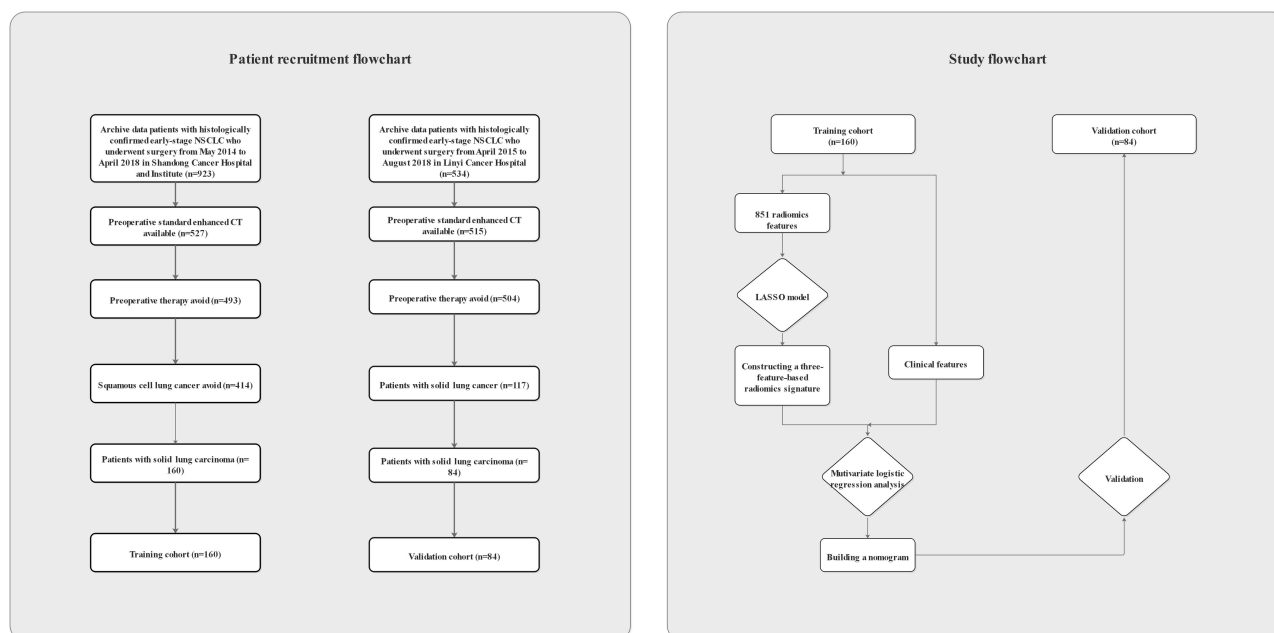 Patient recruitment flowchart
Archive data patients with histologically
confirmed early-stage NSCLC who
underwent surgery from May 2014 to
April 2018 in Shandong Cancer Hospital
and Institute (n=923)
Preoperative standard enhanced CT
available (n=527)
Preoperative therapy avoid (n=493)
Squamous cell lung cancer avoid (n=414)
Patients with solid lung carcinoma (n=
160)
Training cohort (n=160)
Archive data patients with histologically
confirmed early-stage NSCLC who
underwent surgery from April 2015 to
August 2018 in Linyi Cancer Hospital
(n=534)
Preoperative standard enhanced CT
available (n=515)
Preoperative therapy avoid (n=504)
Patients with solid lung cancer (n=117)
Patients with solid lung carcinoma (n=
84)
Validation cohort (n=84)
Study flowchart
Training cohort
(n=160)
851 radiomics
features
LASSO model
Constructing a three-
feature-based
radiomics signature
Clinical features
Mutivariate logistic
regression analysis
Building a nomogram
Validation
Validation cohort
(n=84)